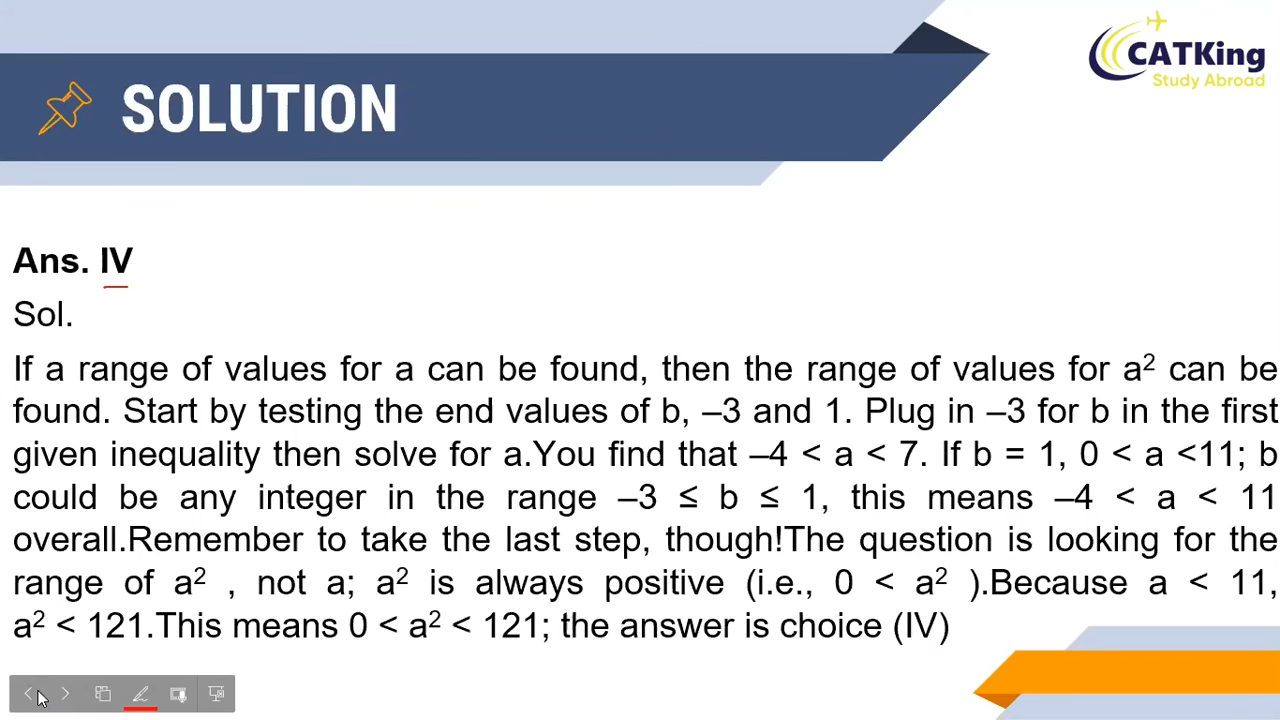 CATKing
Study Abroad
SOLUTION
Ans. IV
Sol.
If a range of values for a can be found, then the range of values for a² can be
found. Start by testing the end values of b, –3 and 1. Plug in –3 for b in the first
given inequality then solve for a.You find that –4 < a < 7. If b = 1, 0 < a <11; b
could be any integer in the range –3 ≤ b ≤ 1, this means –4 < a < 11
overall.Remember to take the last step, though!The question is looking for the
range of a² , not a; a² is always positive (i.e., 0 < a² ).Because a < 11,
a² < 121.This means 0 < a² < 121; the answer is choice (IV)